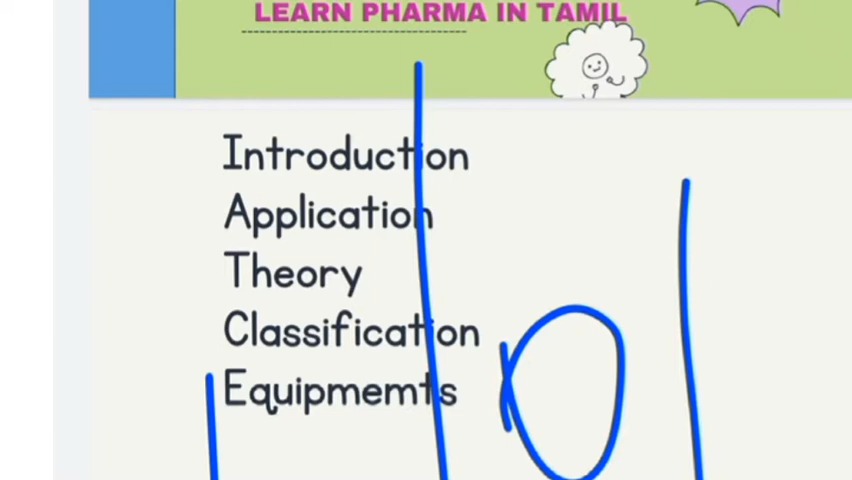 LEARN PHARMA IN TAMIL
Introduction
Application
Theory
Classification
Equipmemts